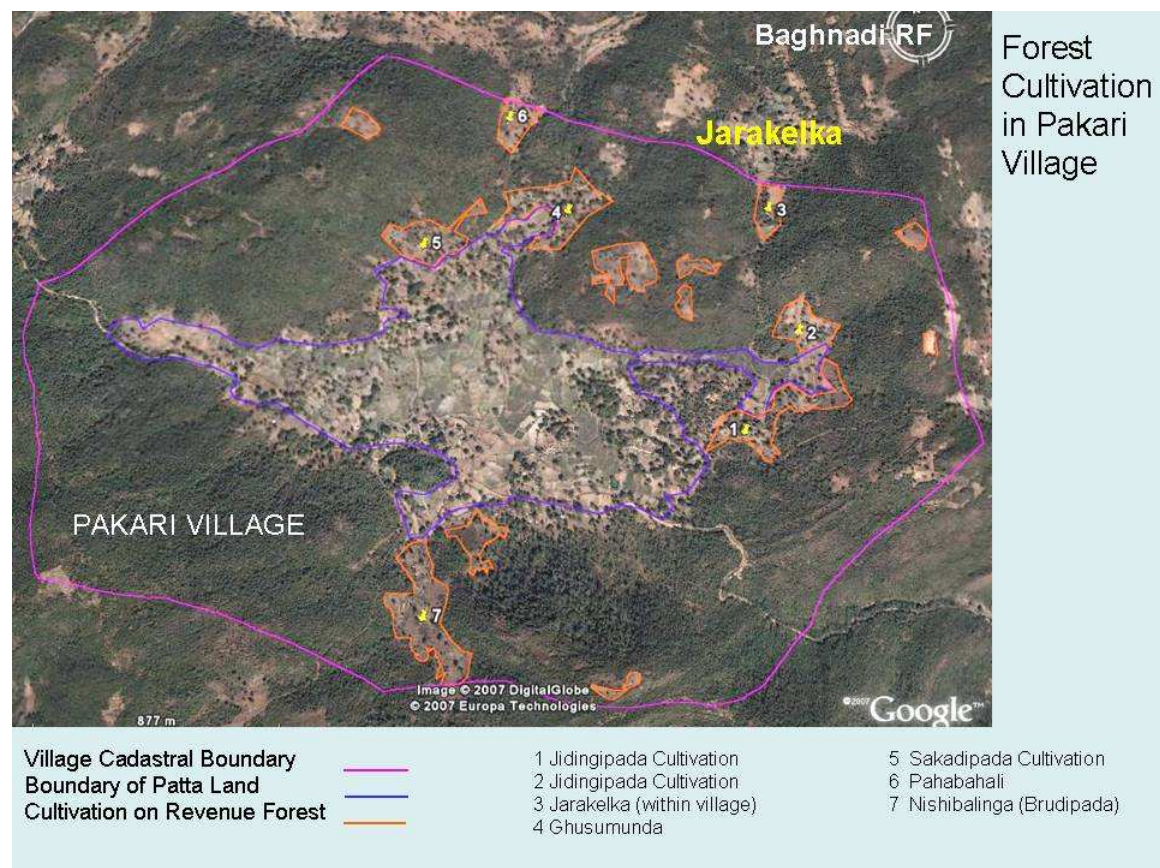 Baghnadi RF
Forest
Cultivation
in Pakari
Village
Jarakelka
6
4
3
5
2
1
PAKARI VILLAGE
7
Image © 2007 DigitalGlobe
© 2007 Europa Technologies
©2007 Google™
877 m
Village Cadastral Boundary
Boundary of Patta Land
Cultivation on Revenue Forest
1 Jidingipada Cultivation
2 Jidingipada Cultivation
3 Jarakelka (within village)
4 Ghusumunda
5 Sakadipada Cultivation
6 Pahabahali
7 Nishibalinga (Brudipada)